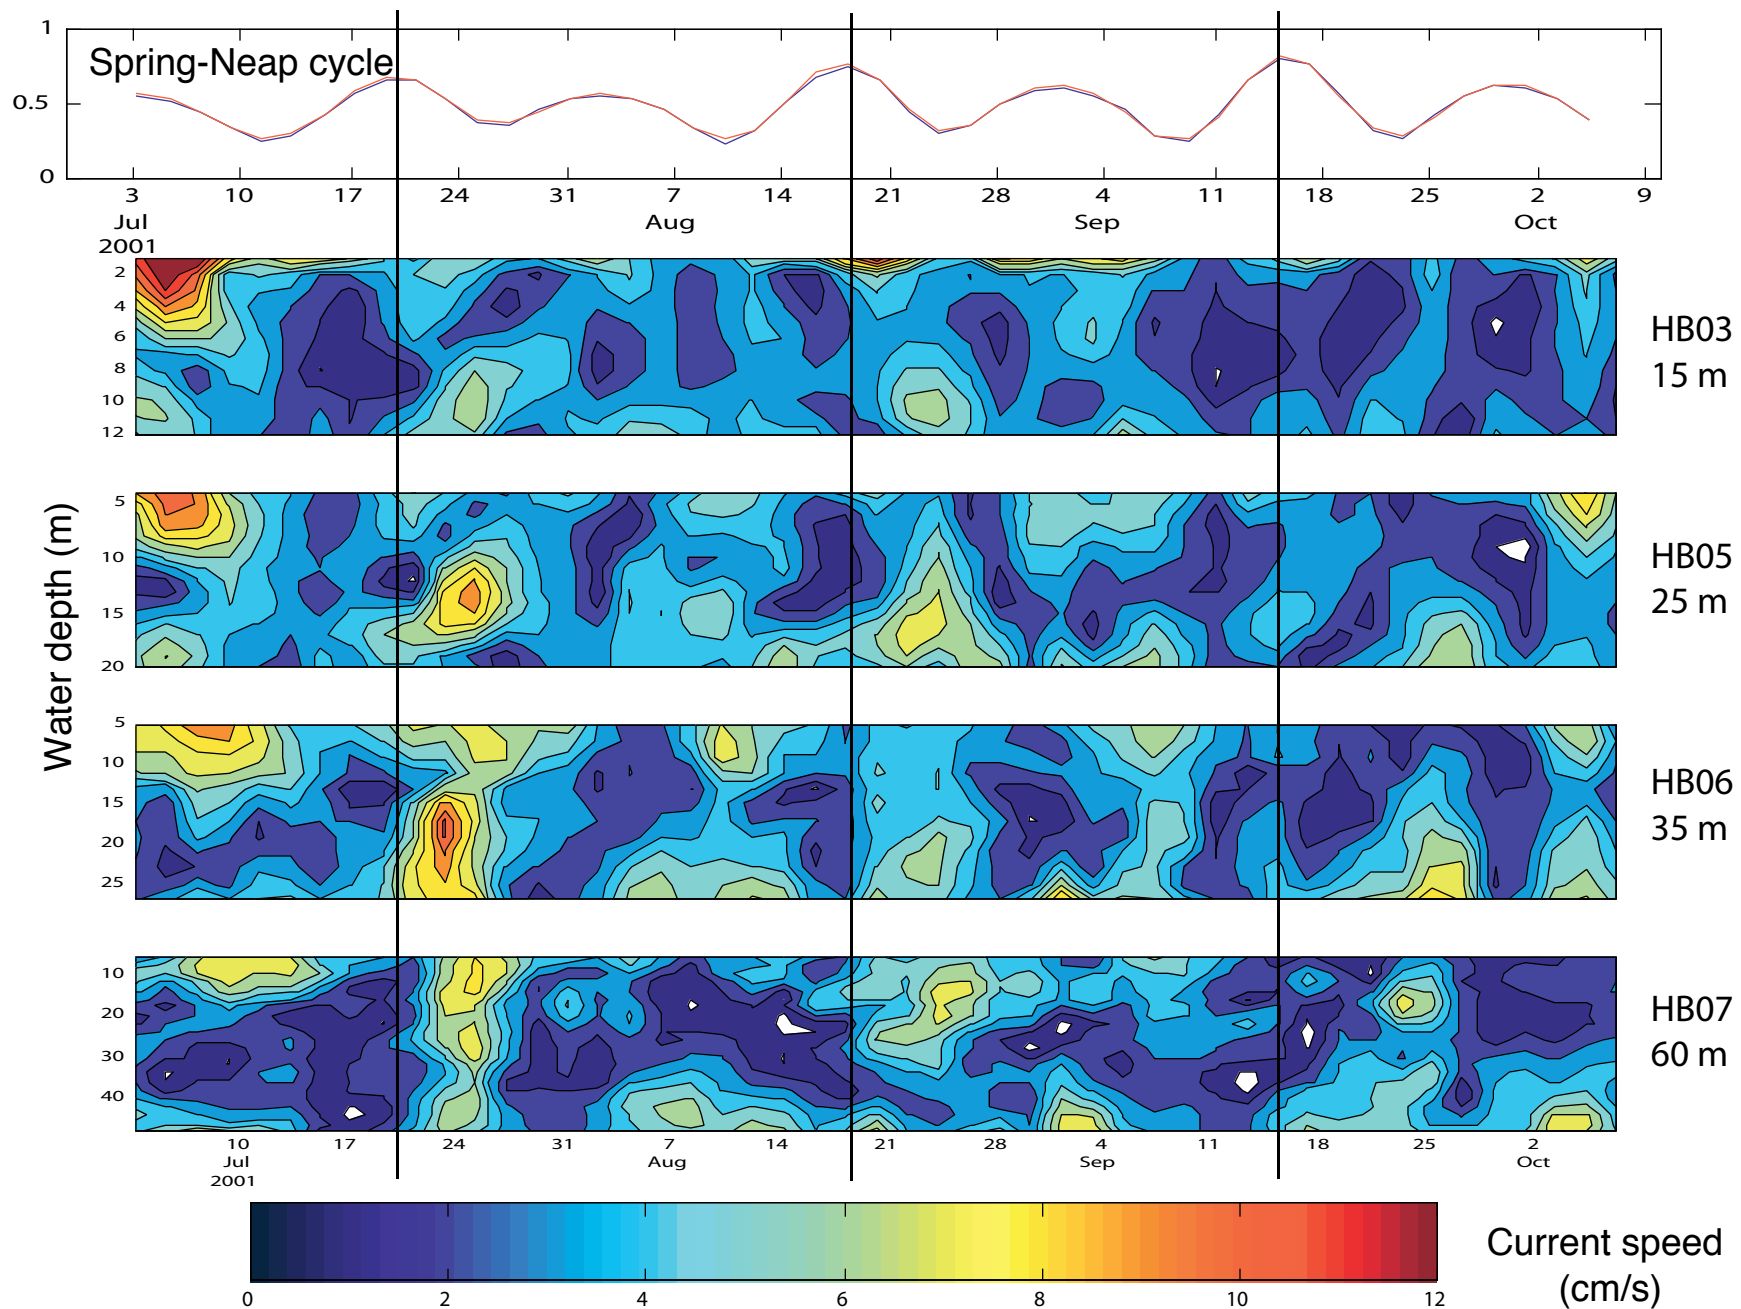 1
Spring-Neap cycle
0.5
0
3 10 17 24 31 7 14 21 28 4 11 18 25 2 9
Jul Aug Sep Oct
2001
2
4
6
8
10
12
HB03
15 m
5
10
15
20
HB05
25 m
Water depth (m)
5
10
15
20
25
HB06
35 m
10
20
30
40
HB07
60 m
10 17 24 31 7 14 21 28 4 11 18 25 2
Jul Aug Sep Oct
2001
0 2 4 6 8 10 12
Current speed
(cm/s)